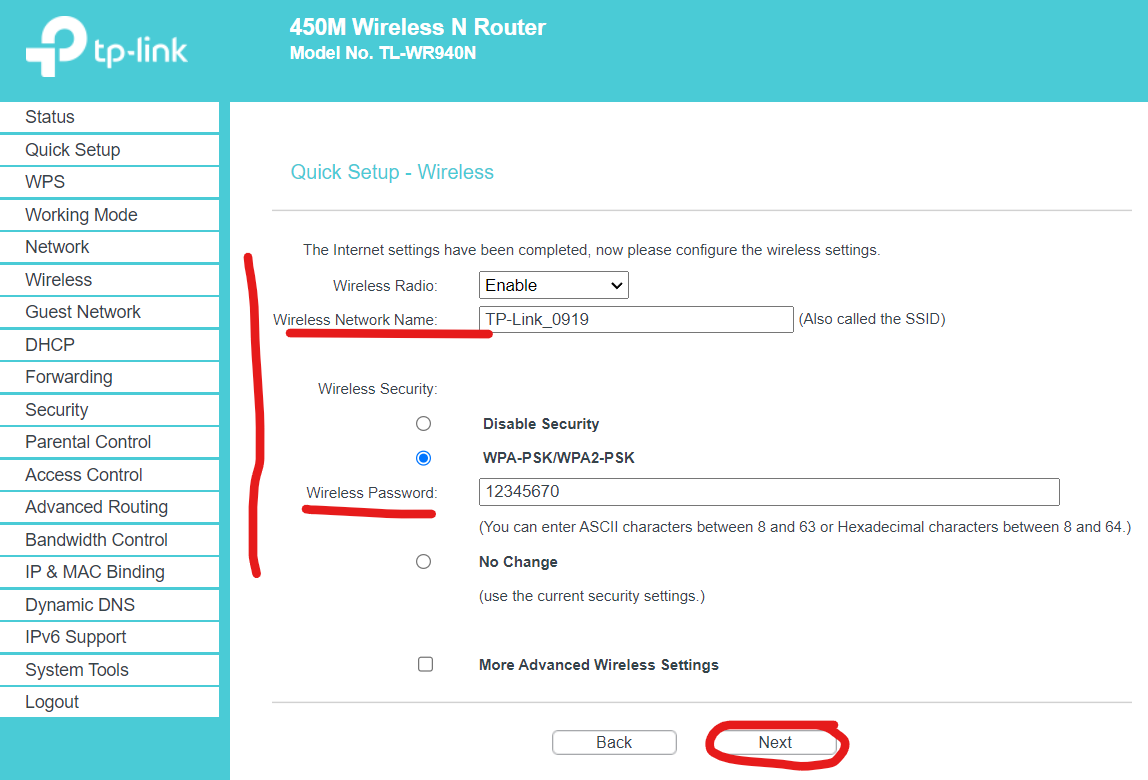 tp-link
450M Wireless N Router
Model No. TL-WR940N
Status
Quick Setup
WPS
Working Mode
Network
Wireless
Guest Network
DHCP
Forwarding
Security
Parental Control
Access Control
Advanced Routing
Bandwidth Control
IP & MAC Binding
Dynamic DNS
IPv6 Support
System Tools
Logout
Quick Setup - Wireless
The Internet settings have been completed, now please configure the wireless settings.
Wireless Radio: Enable
Wireless Network Name: TP-Link_0919 (Also called the SSID)
Wireless Security:
Disable Security
WPA-PSK/WPA2-PSK
Wireless Password: 12345670
(You can enter ASCII characters between 8 and 63 or Hexadecimal characters between 8 and 64.)
No Change
(use the current security settings.)
More Advanced Wireless Settings
Back Next